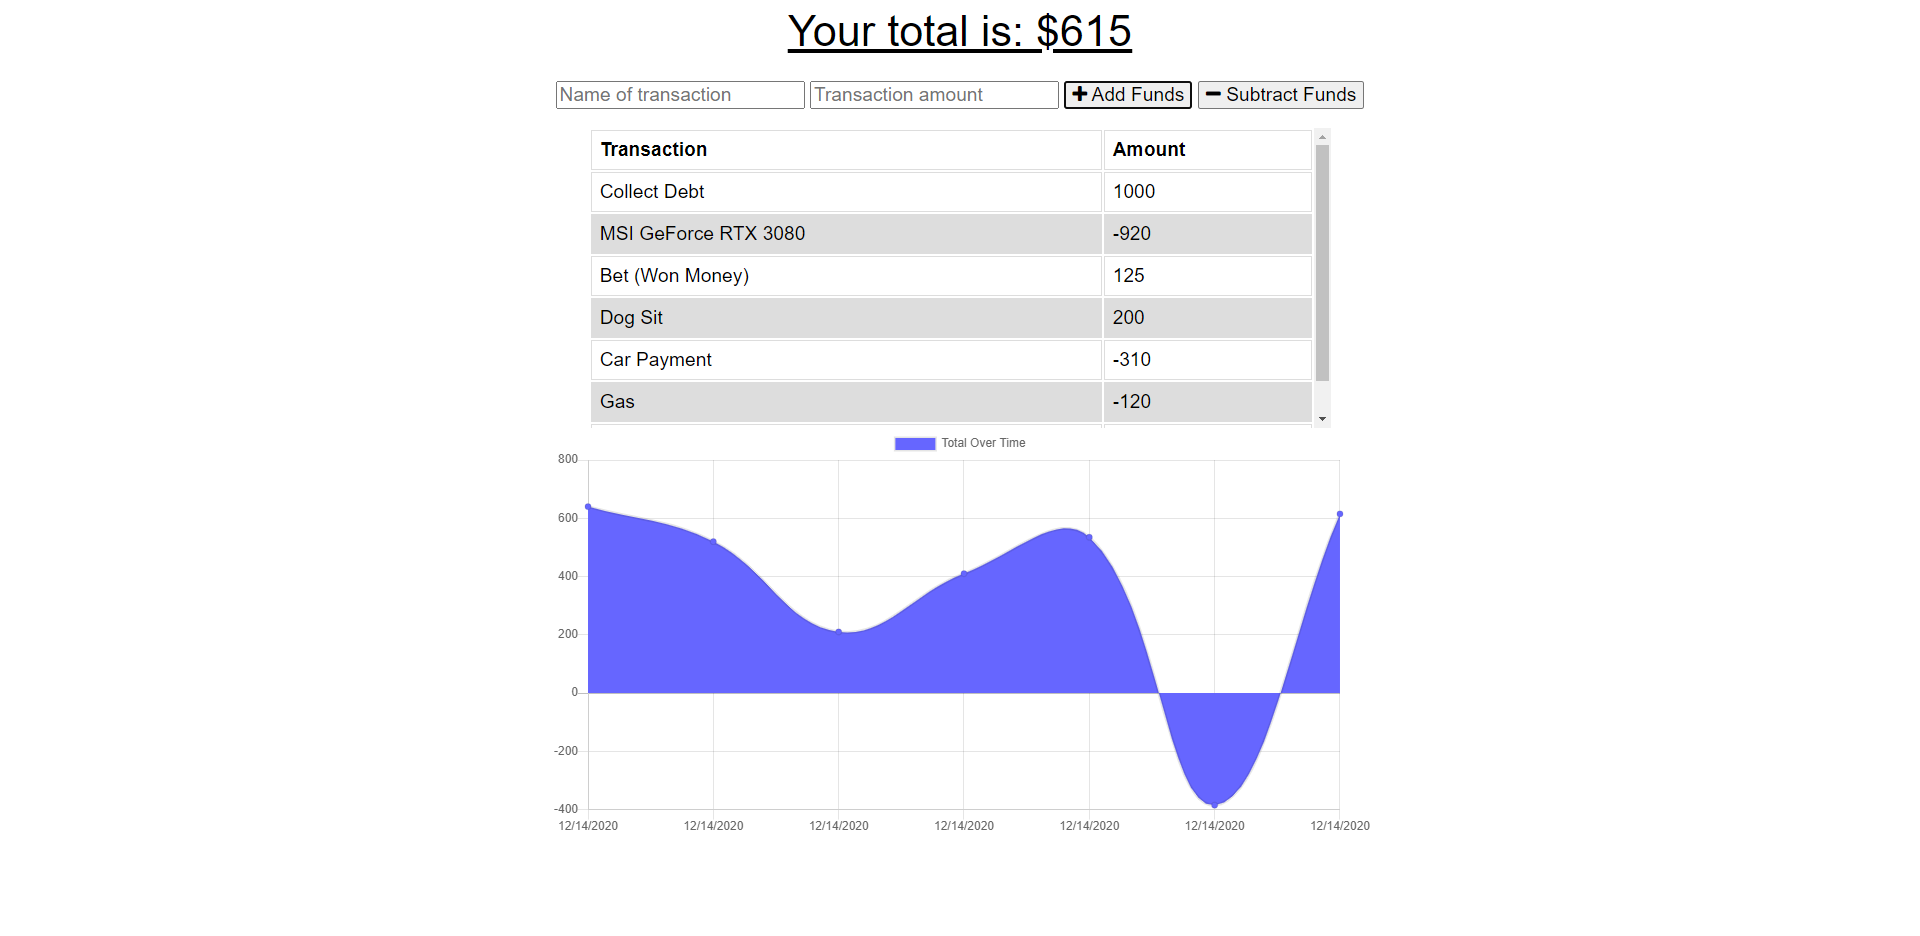 Your total is: $615
Name of transaction Transaction amount Add Funds Subtract Funds
Transaction Amount
Collect Debt 1000
MSI GeForce RTX 3080 -920
Bet (Won Money) 125
Dog Sit 200
Car Payment -310
Gas -120
Total Over Time
800
600
400
200
0
-200
-400
12/14/2020 12/14/2020 12/14/2020 12/14/2020 12/14/2020 12/14/2020 12/14/2020